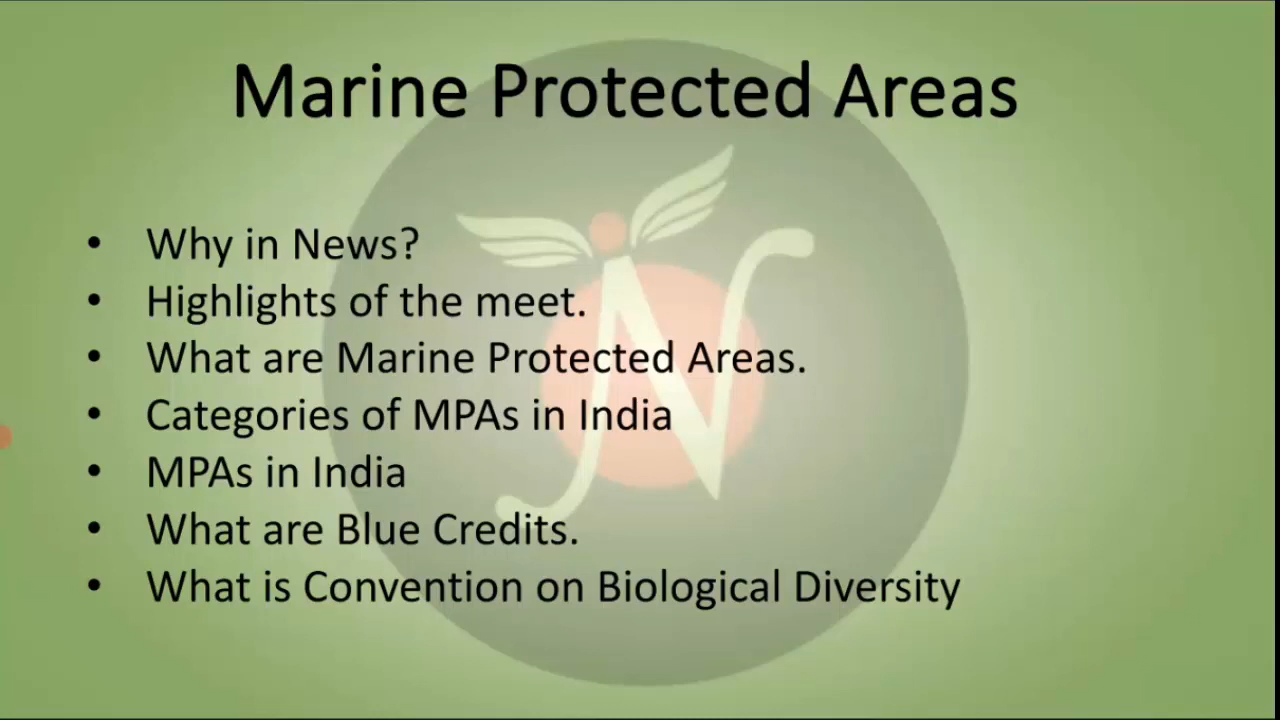 Marine Protected Areas
• Why in News?
• Highlights of the meet.
• What are Marine Protected Areas.
• Categories of MPAs in India
• MPAs in India
• What are Blue Credits.
• What is Convention on Biological Diversity